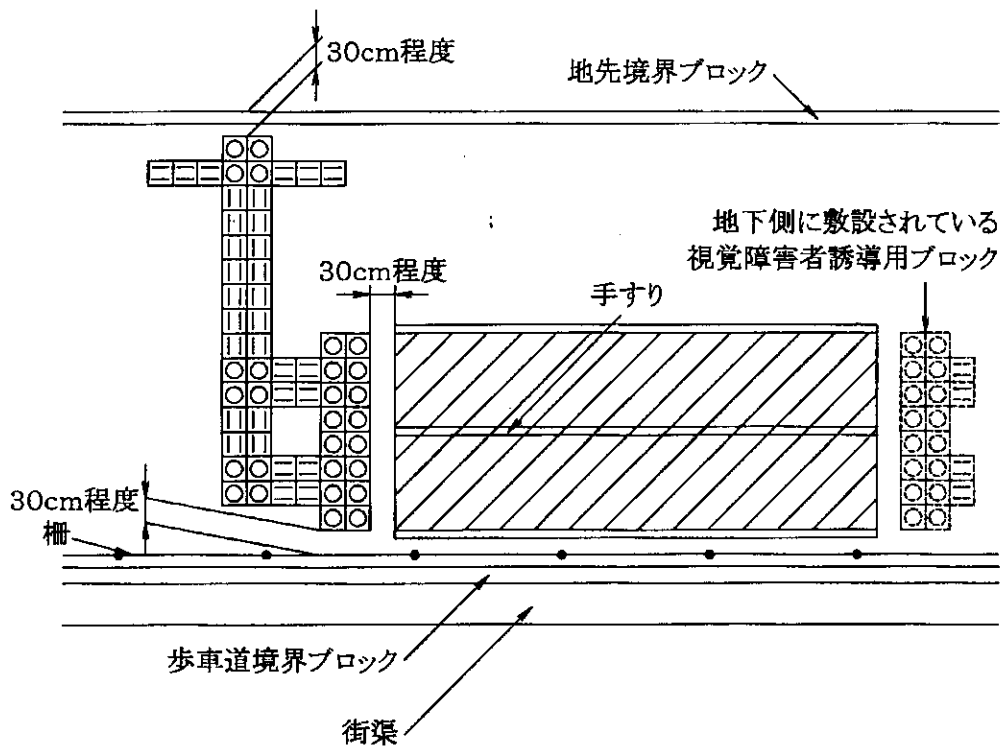 30cm程度
地先境界ブロック
地下側に敷設されている
視覚障害者誘導用ブロック
30cm程度
手すり
30cm程度
柵
歩車道境界ブロック
街渠